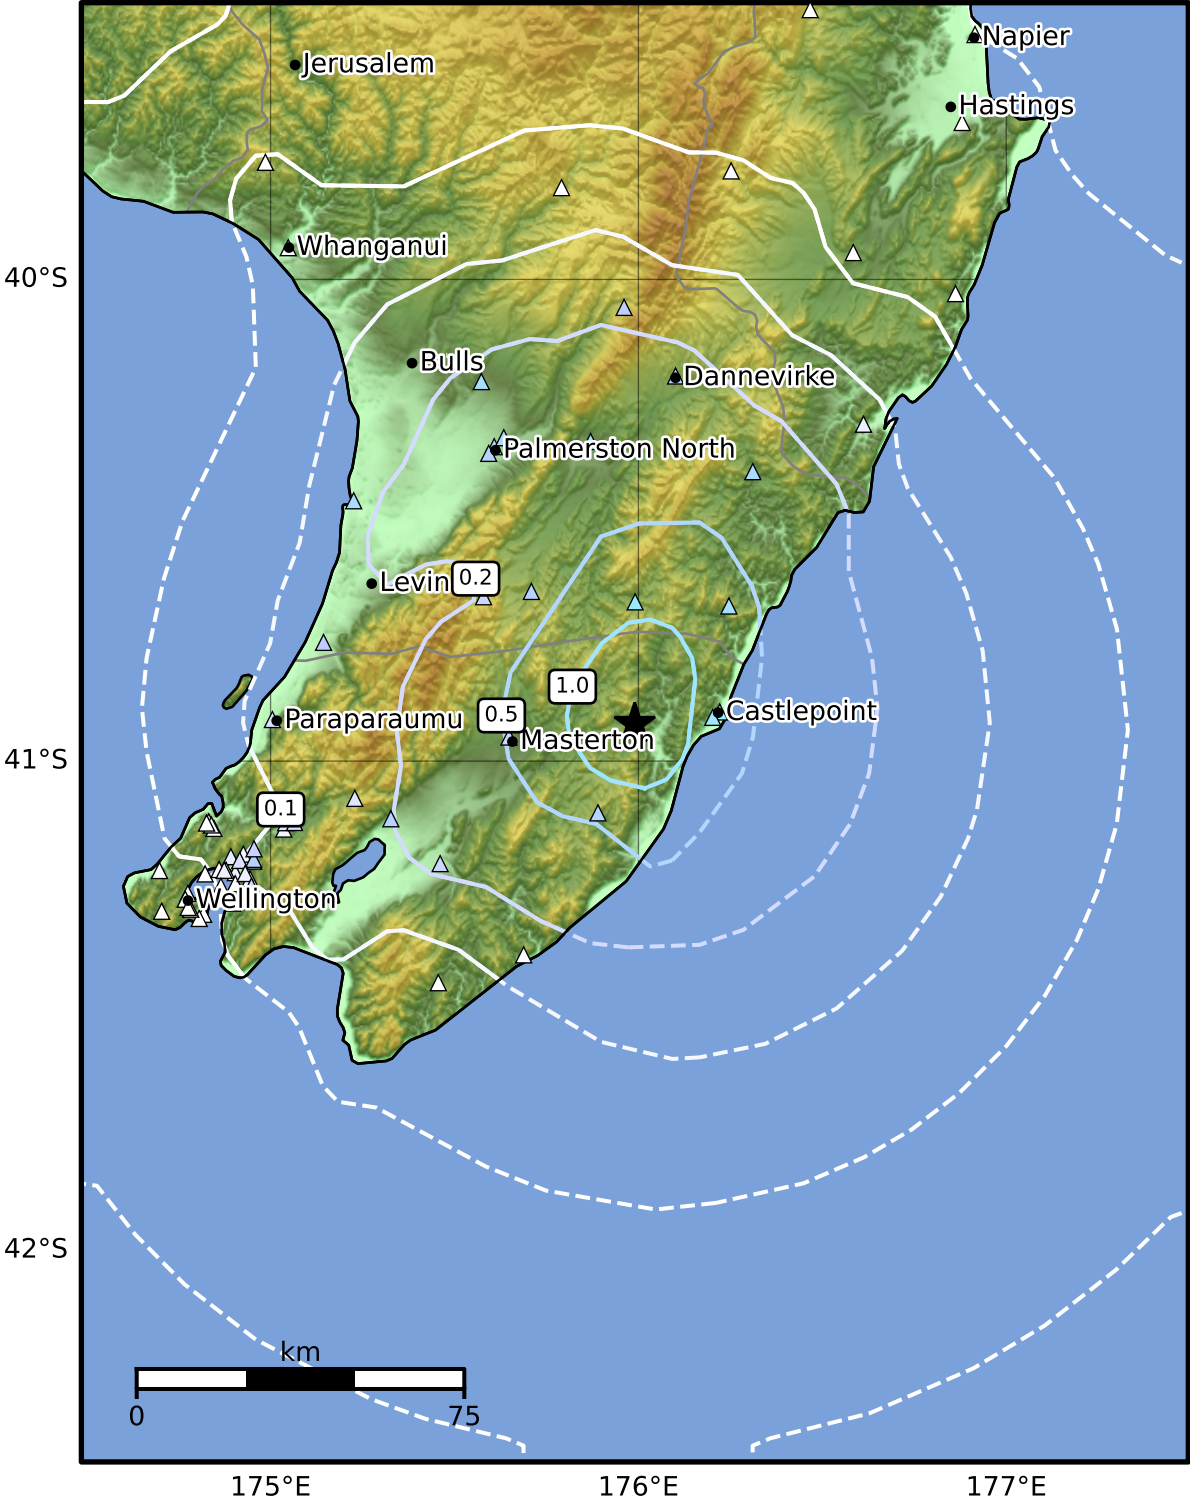 Napier
Jerusalem
Hastings
Whanganui
40°S
Bulls
Dannevirke
Palmerston North
0.2
Levin
1.0
0.5
Castlepoint
Paraparaumu
Masterton
41°S
0.1
Wellington
42°S
km
0 75
175°E 176°E 177°E